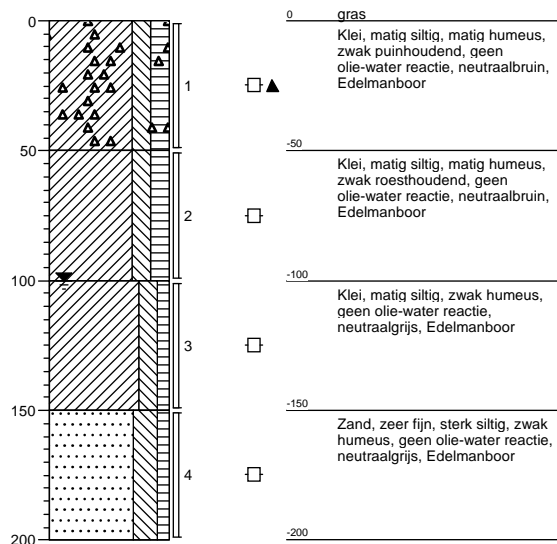 0
50
100
150
200
1
2
3
4
0
gras
Klei, matig siltig, matig humeus,
zwak puinhoudend, geen
olie-water reactie, neutraalbruin,
Edelmanboor
-50
Klei, matig siltig, matig humeus,
zwak roesthoudend, geen
olie-water reactie, neutraalbruin,
Edelmanboor
-100
Klei, matig siltig, zwak humeus,
geen olie-water reactie,
neutraalgrijs, Edelmanboor
-150
Zand, zeer fijn, sterk siltig, zwak
humeus, geen olie-water reactie,
neutraalgrijs, Edelmanboor
-200